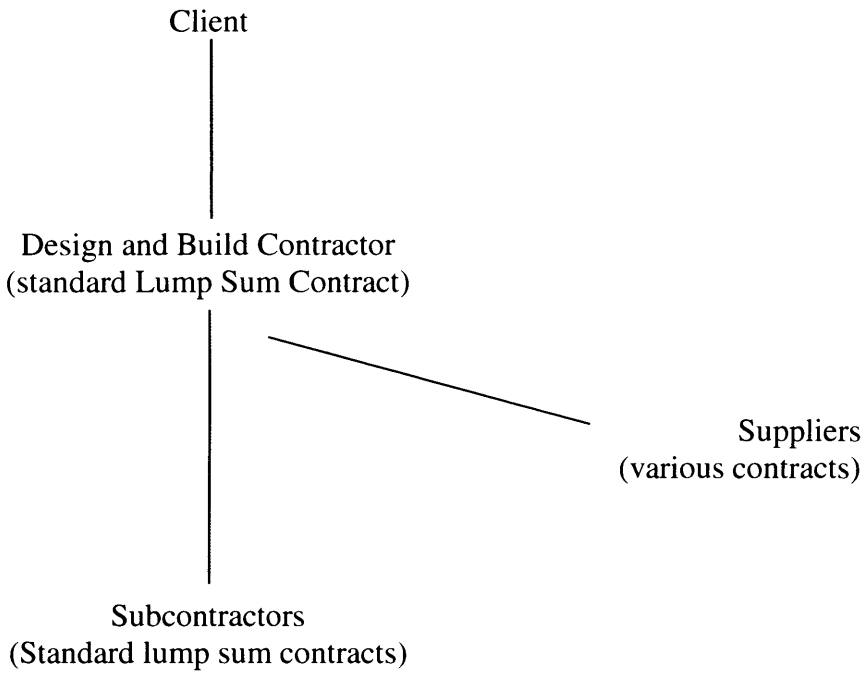 Client
Design and Build Contractor
(standard Lump Sum Contract)
Suppliers
(various contracts)
Subcontractors
(Standard lump sum contracts)